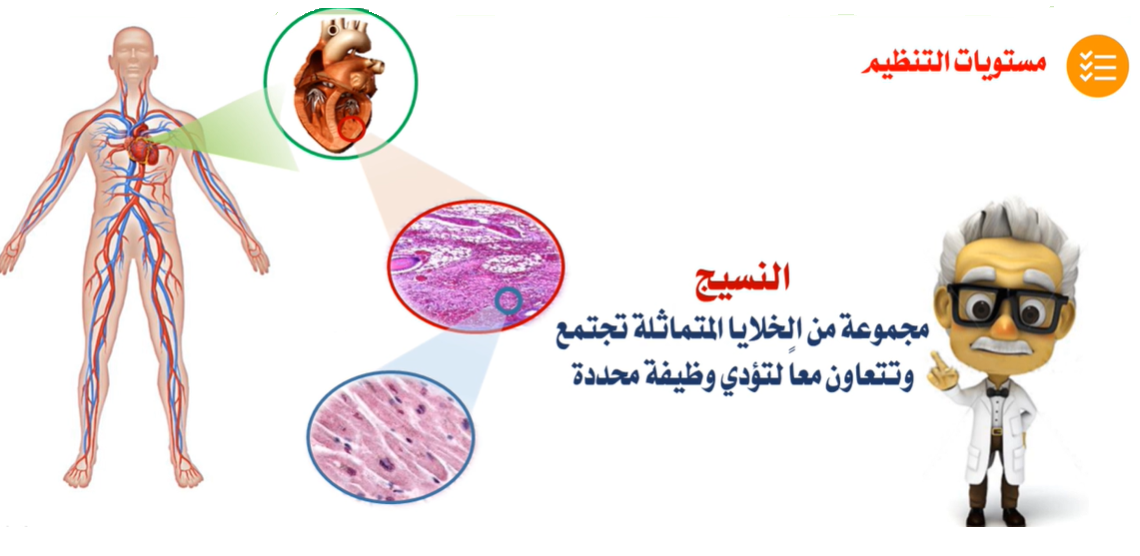 مستويات التنظيم
النسيج
مجموعة من الخلايا المتماثلة تجتمع
وتتعاون معاً لتؤدي وظيفة محددة